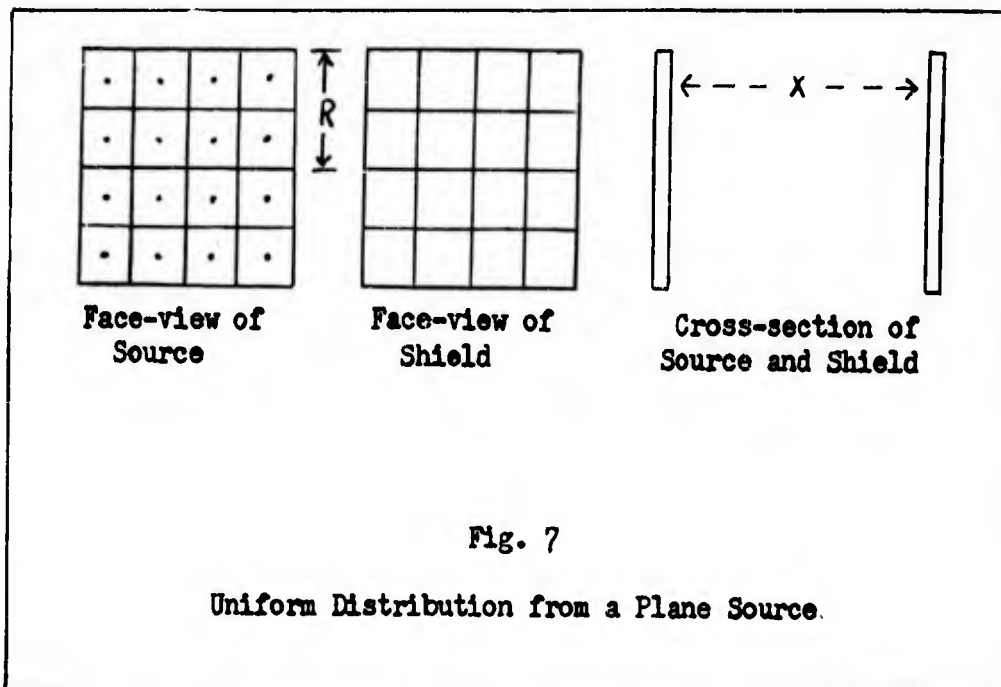 R
X
Face-view of
Source
Face-view of
Shield
Cross-section of
Source and Shield
Fig. 7
Uniform Distribution from a Plane Source.